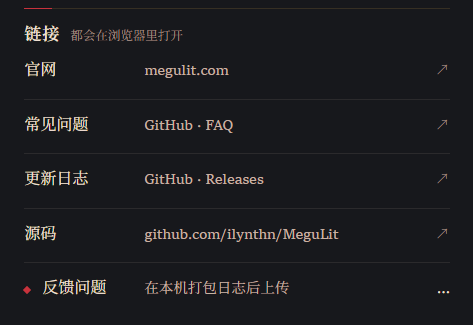 链接 都会在浏览器里打开
官网 megulit.com ↗
常见问题 GitHub · FAQ ↗
更新日志 GitHub · Releases ↗
源码 github.com/ilynthn/MeguLit ↗
◆ 反馈问题 在本机打包日志后上传 ...